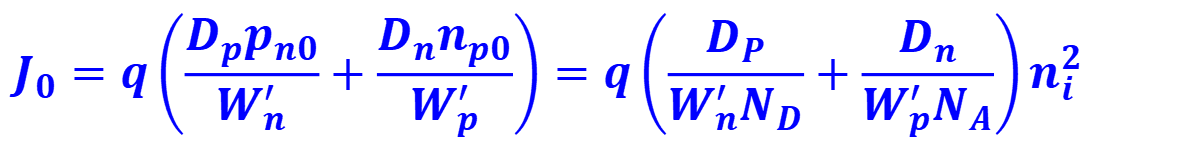 J₀ = q (Dₚpₙ₀/W′ₙ + Dₙnₚ₀/W′ₚ) = q (D_P/W′ₙN_D + Dₙ/W′ₚN_A) nᵢ²